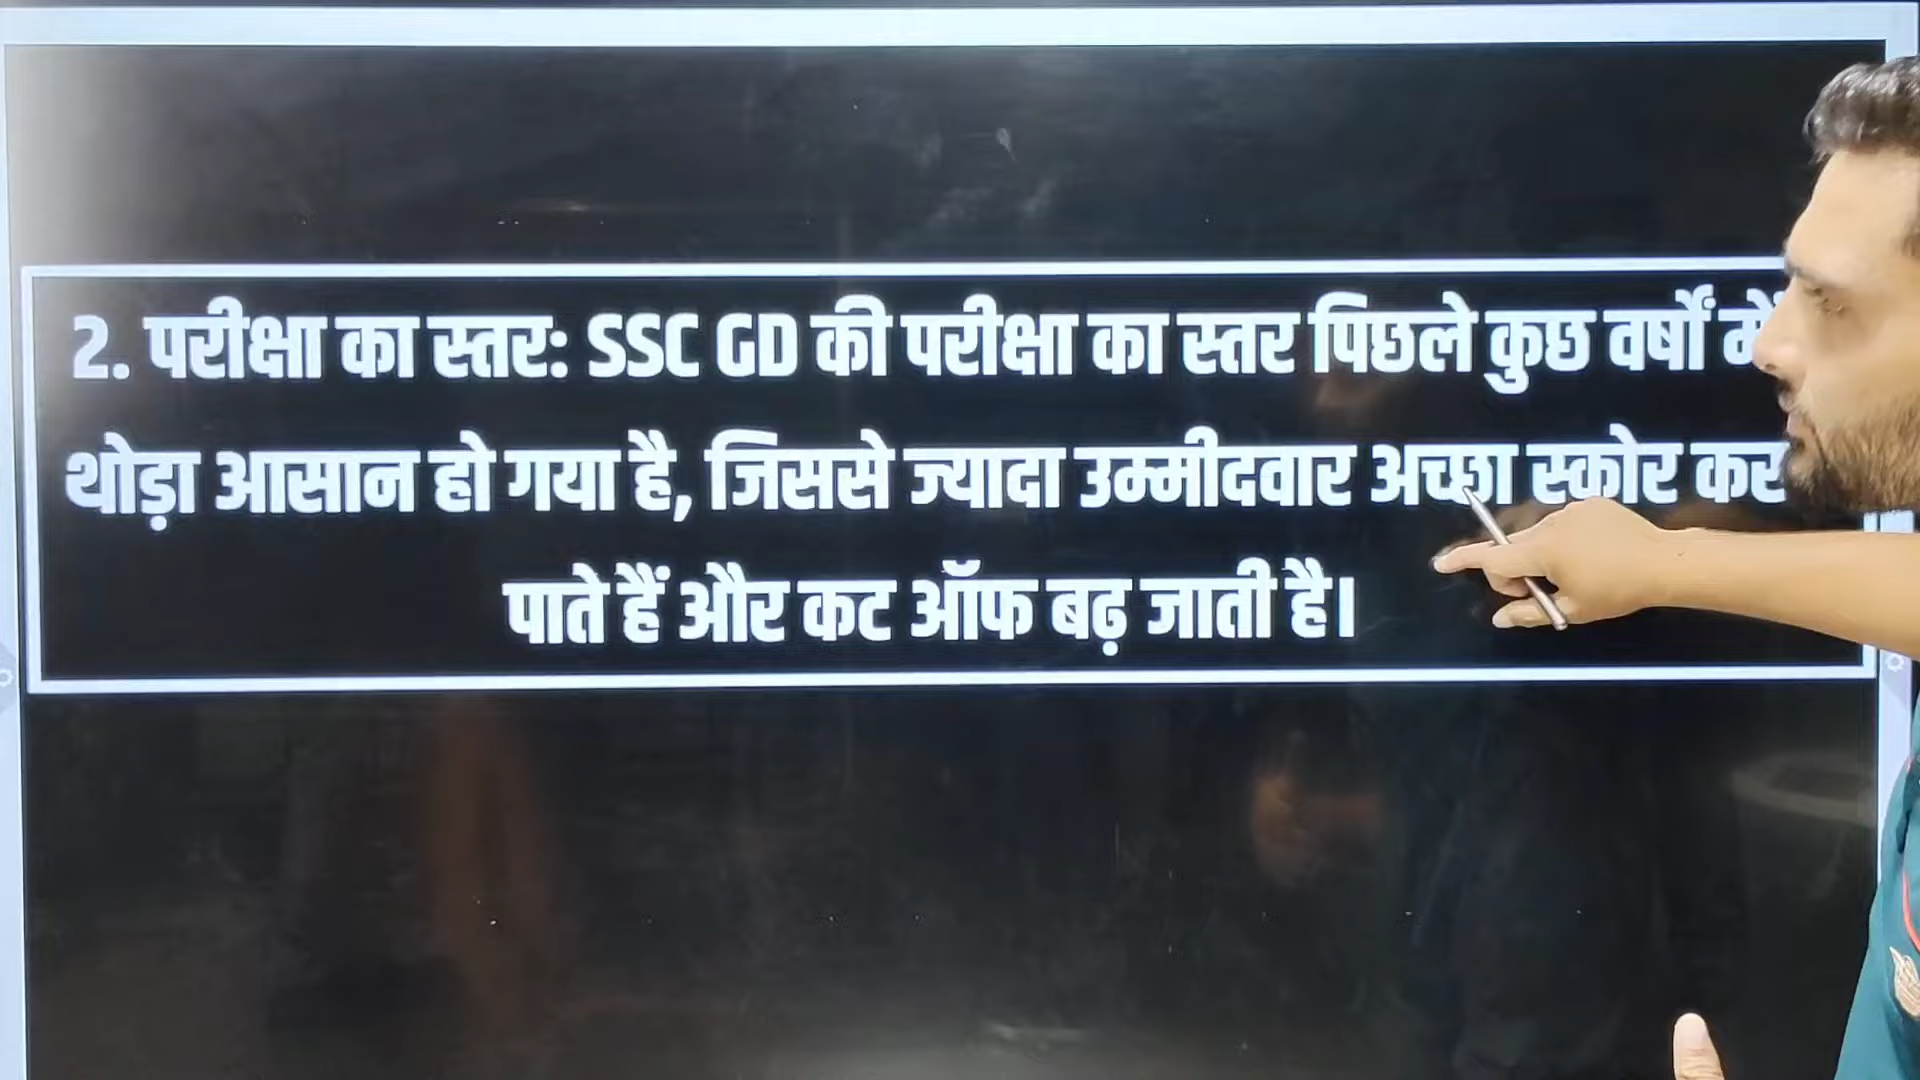 2. परीक्षा का स्तर: SSC GD की परीक्षा का स्तर पिछले कुछ वर्षों में
थोड़ा आसान हो गया है, जिससे ज्यादा उम्मीदवार अच्छा स्कोर कर
पाते हैं और कट ऑफ बढ़ जाती है।